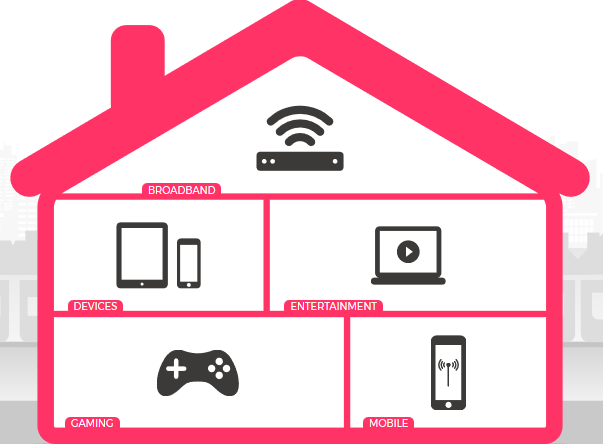 BROADBAND
DEVICES
ENTERTAINMENT
GAMING
MOBILE